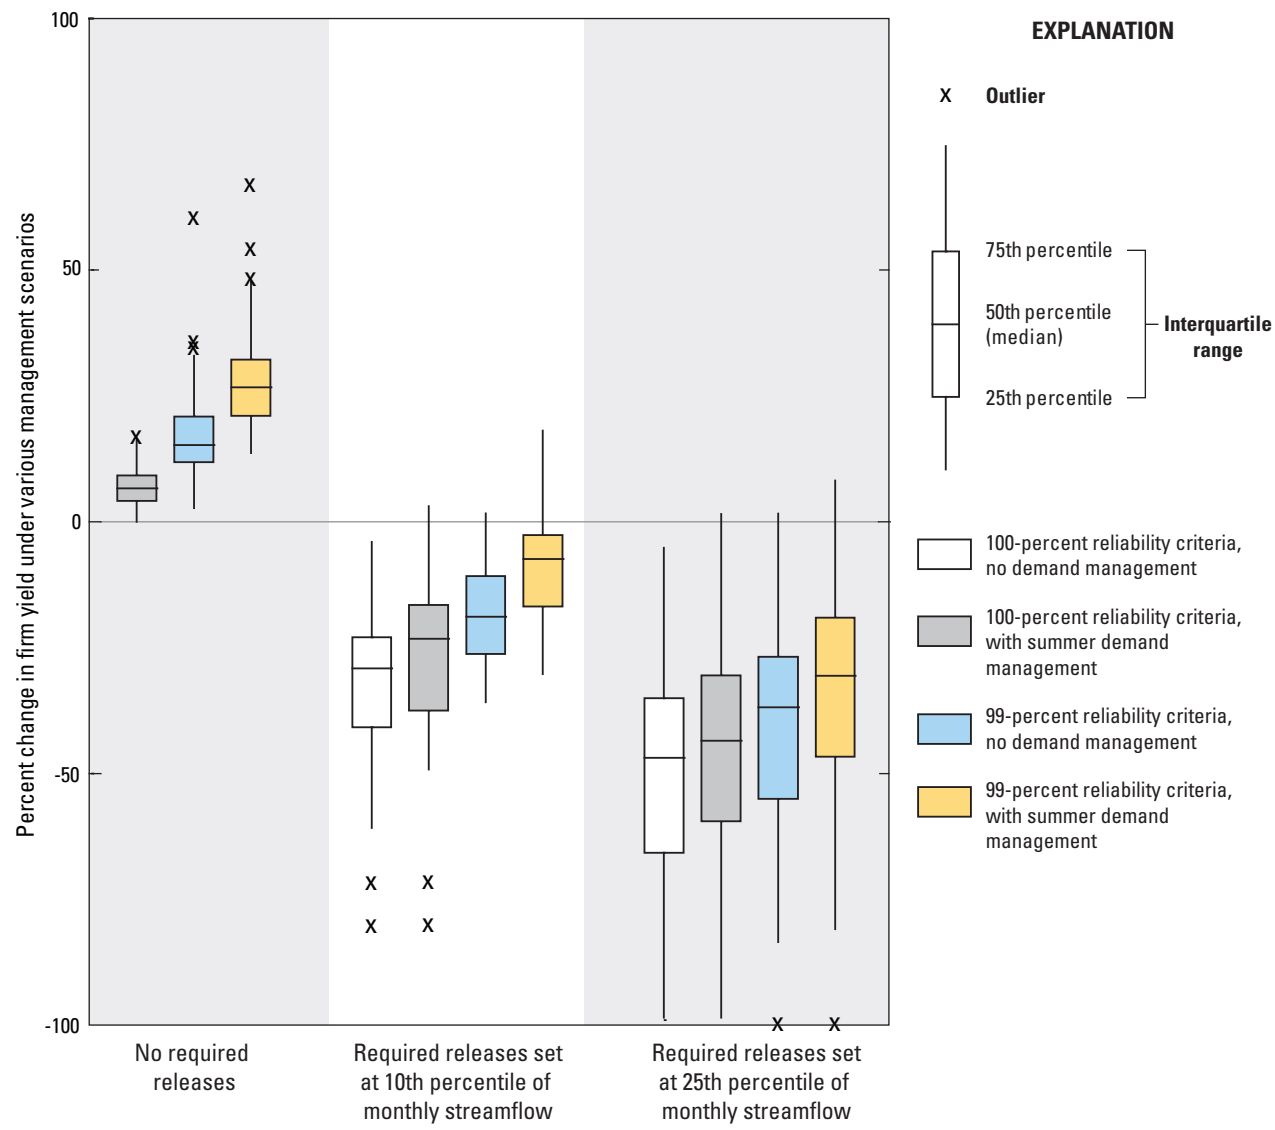 Percent change in firm yield under various management scenarios
100
50
0
-50
-100
X
X
X
X
X
X
X
X
X
X
X
X
X
X
No required
releases
Required releases set
at 10th percentile of
monthly streamflow
Required releases set
at 25th percentile of
monthly streamflow
EXPLANATION
X Outlier
75th percentile
50th percentile
(median)
25th percentile
Interquartile
range
100-percent reliability criteria,
no demand management
100-percent reliability criteria,
with summer demand
management
99-percent reliability criteria,
no demand management
99-percent reliability criteria,
with summer demand
management